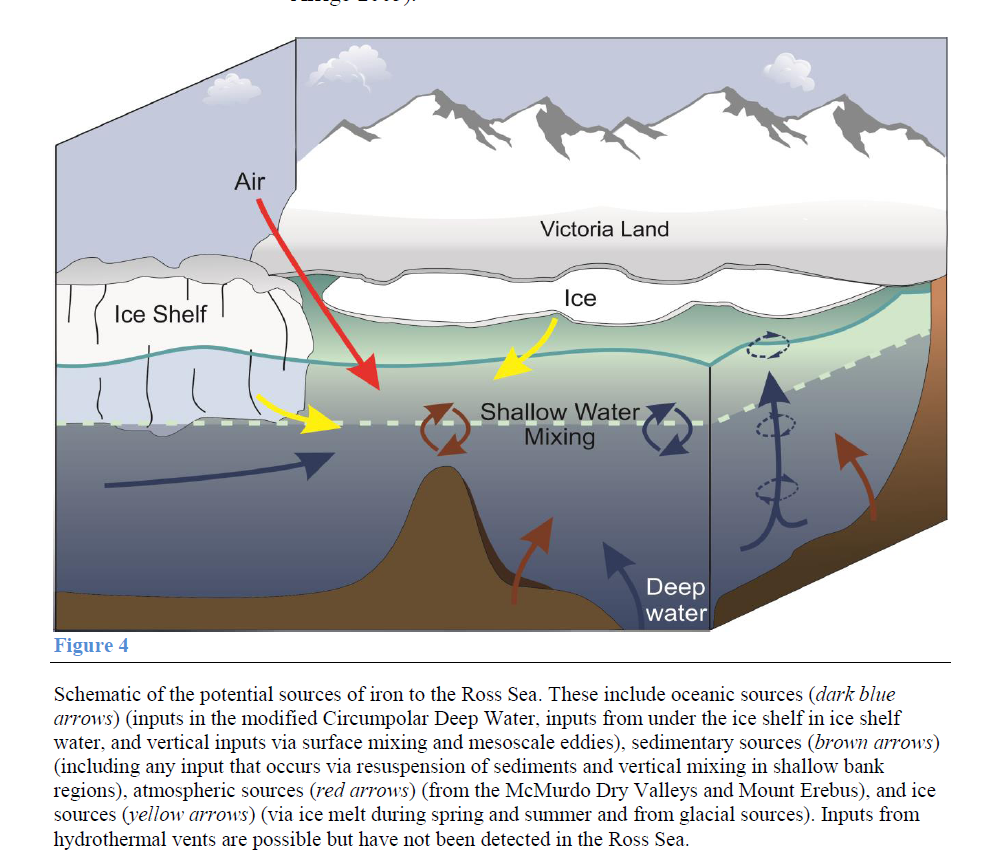 Air
Victoria Land
Ice
Ice Shelf
Shallow Water
Mixing
Deep
water
Figure 4
Schematic of the potential sources of iron to the Ross Sea. These include oceanic sources (dark blue
arrows) (inputs in the modified Circumpolar Deep Water, inputs from under the ice shelf in ice shelf
water, and vertical inputs via surface mixing and mesoscale eddies), sedimentary sources (brown arrows)
(including any input that occurs via resuspension of sediments and vertical mixing in shallow bank
regions), atmospheric sources (red arrows) (from the McMurdo Dry Valleys and Mount Erebus), and ice
sources (yellow arrows) (via ice melt during spring and summer and from glacial sources). Inputs from
hydrothermal vents are possible but have not been detected in the Ross Sea.